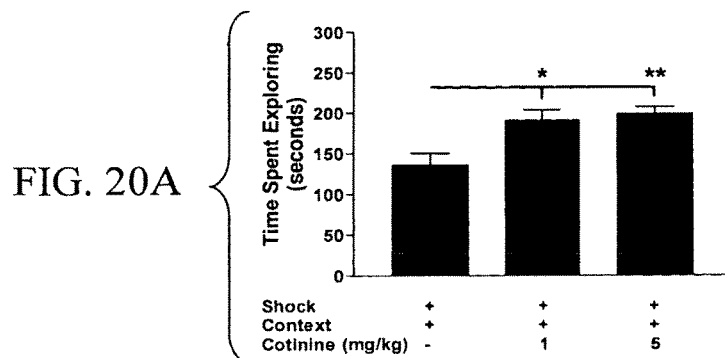 FIG. 20A
Time Spent Exploring
(seconds)
300
250
200
150
100
50
0
* **
Shock + + +
Context + + +
Cotinine (mg/kg) - 1 5